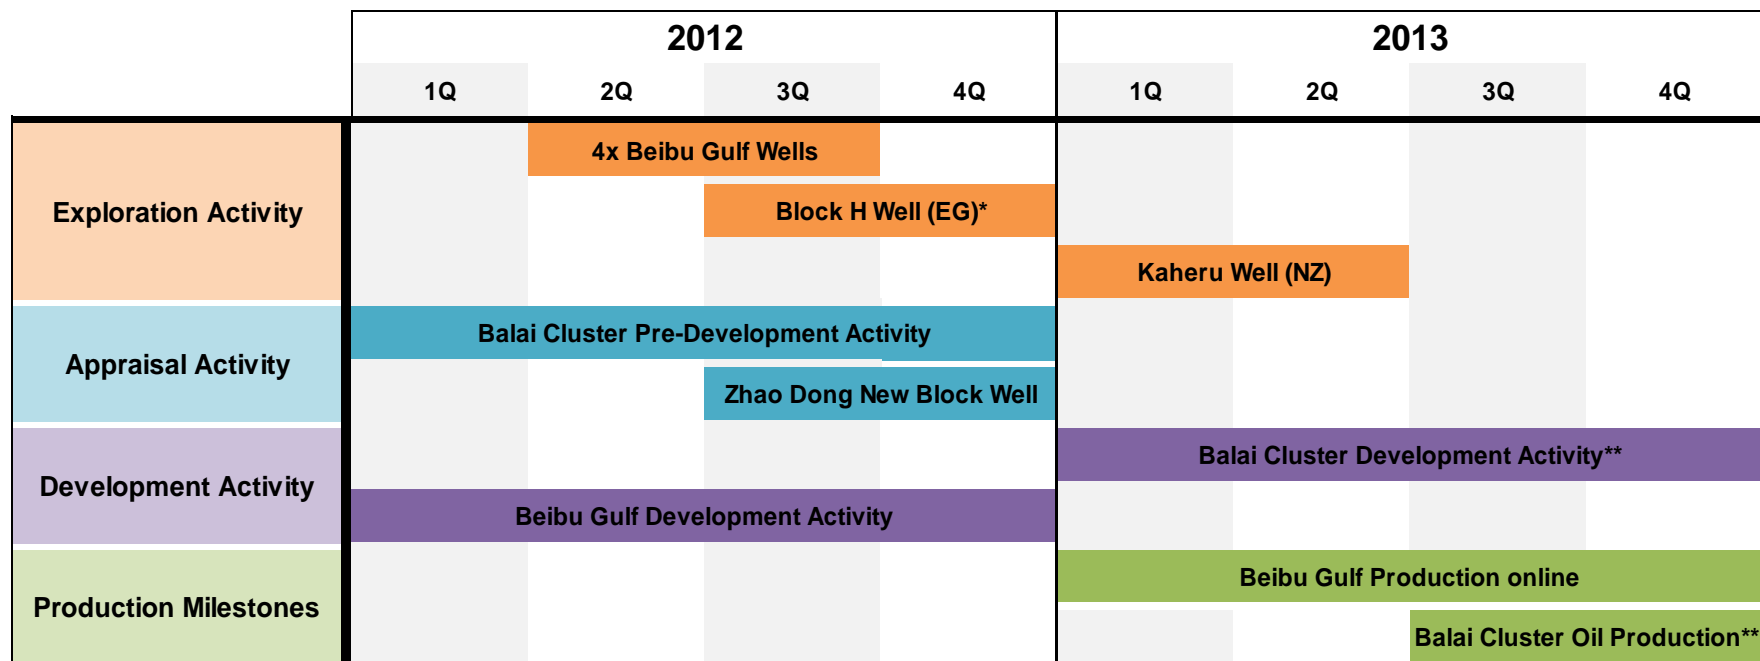 2012
2013
1Q
2Q
3Q
4Q
1Q
2Q
3Q
4Q
Exploration Activity
4x Beibu Gulf Wells
Block H Well (EG)*
Kaheru Well (NZ)
Appraisal Activity
Balai Cluster Pre-Development Activity
Zhao Dong New Block Well
Development Activity
Balai Cluster Development Activity**
Beibu Gulf Development Activity
Production Milestones
Beibu Gulf Production online
Balai Cluster Oil Production**